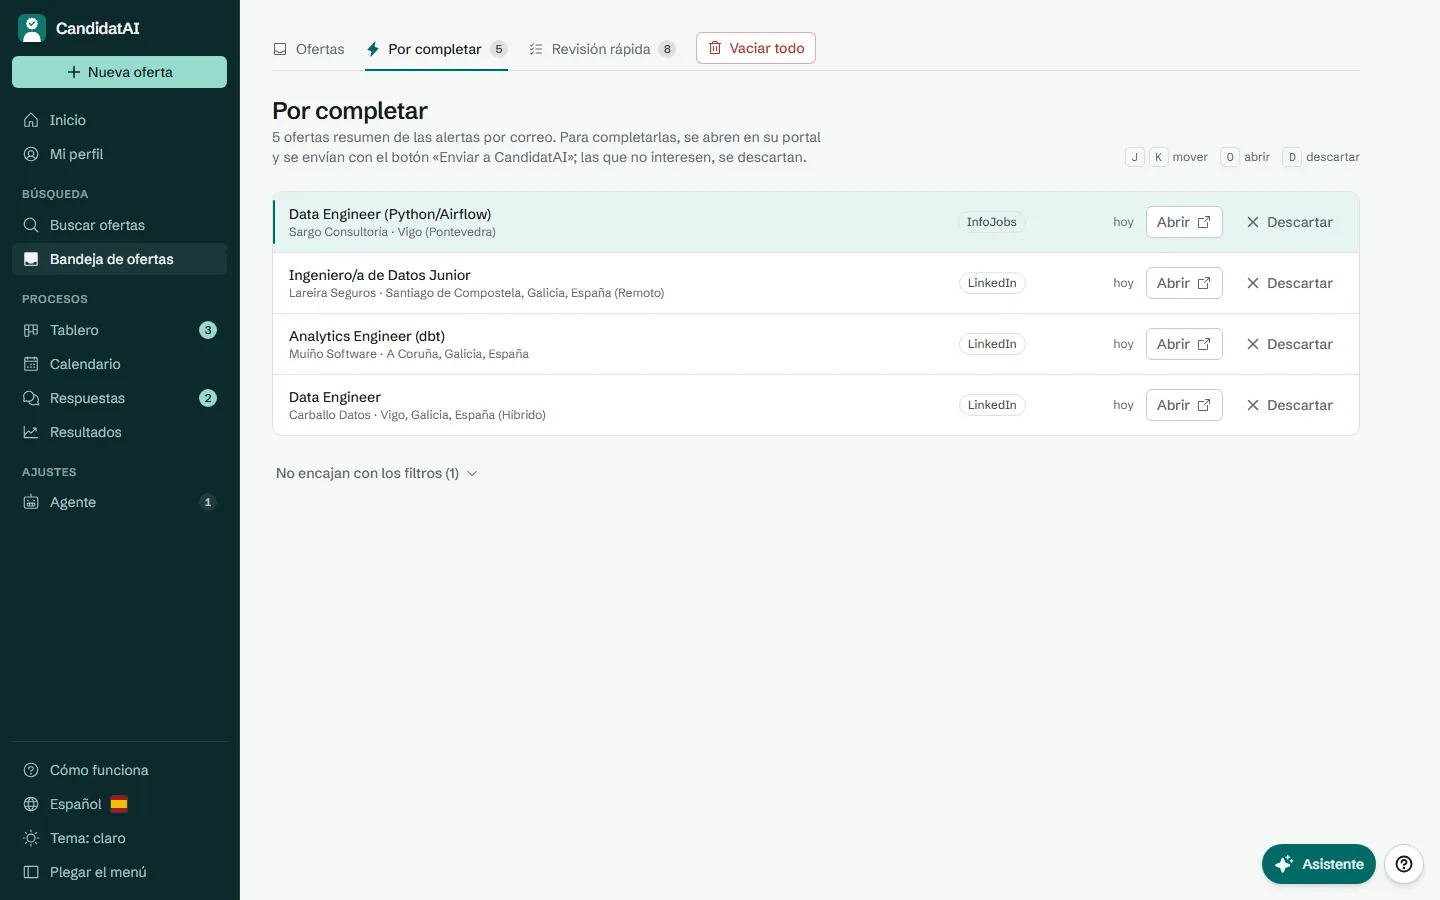 CandidatAI
Nueva oferta
Inicio
Mi perfil
BÚSQUEDA
Buscar ofertas
Bandeja de ofertas
PROCESOS
Tablero 3
Calendario
Respuestas 2
Resultados
AJUSTES
Agente 1
Cómo funciona
Español
Tema: claro
Plegar el menú
Ofertas Por completar 5 Revisión rápida 8 Vaciar todo
Por completar
5 ofertas resumen de las alertas por correo. Para completarlas, se abren en su portal
y se envían con el botón «Enviar a CandidatAI»; las que no interesen, se descartan.
J K mover O abrir D descartar
Data Engineer (Python/Airflow)
Sargo Consultoría · Vigo (Pontevedra)
InfoJobs hoy Abrir Descartar
Ingeniero/a de Datos Junior
Lareira Seguros · Santiago de Compostela, Galicia, España (Remoto)
LinkedIn hoy Abrir Descartar
Analytics Engineer (dbt)
Muiño Software · A Coruña, Galicia, España
LinkedIn hoy Abrir Descartar
Data Engineer
Carballo Datos · Vigo, Galicia, España (Híbrido)
LinkedIn hoy Abrir Descartar
No encajan con los filtros (1)
Asistente